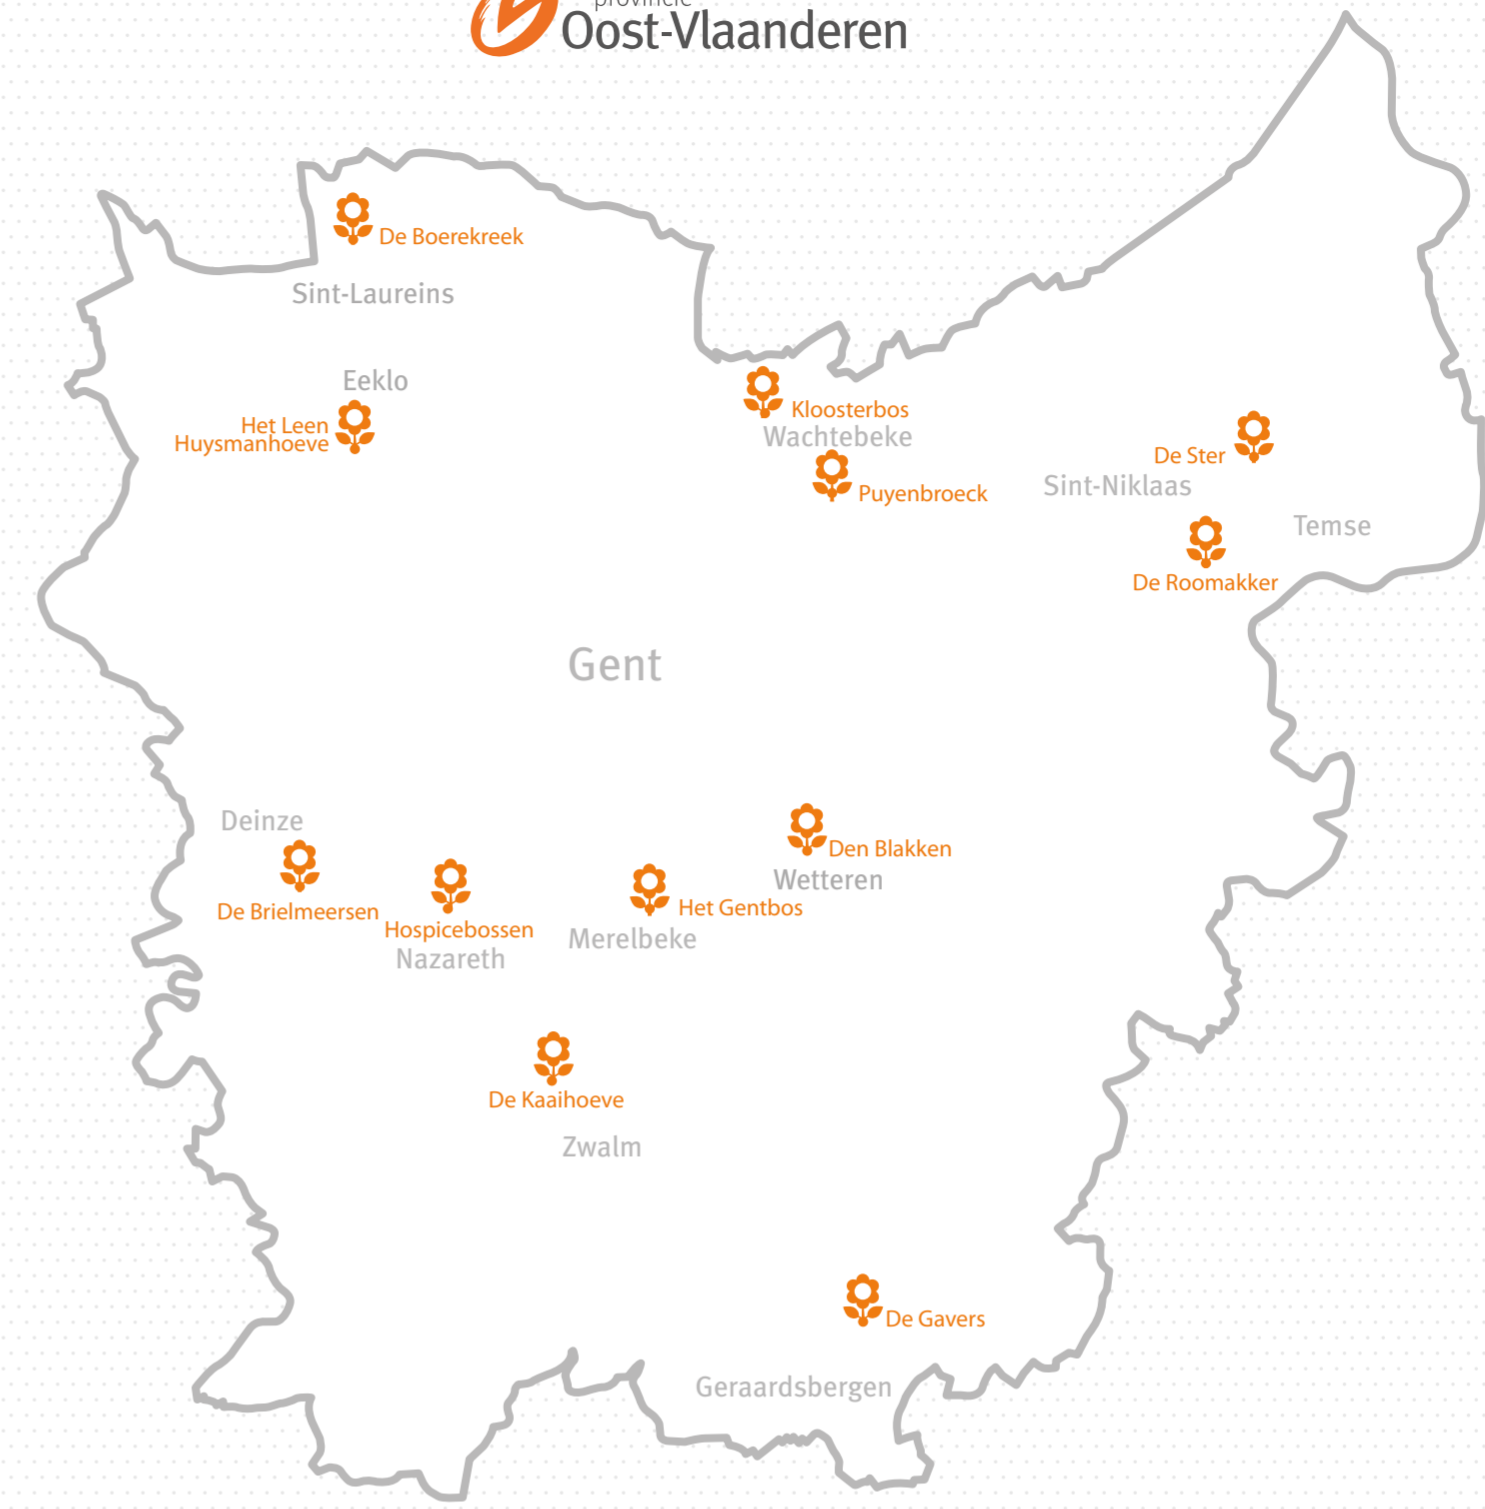 provincie
Oost-Vlaanderen
De Boerekreek
Sint-Laureins
Eeklo
Het Leen
Huysmanhoeve
Kloosterbos
Wachtebeke
Puyenbroeck
De Ster
Sint-Niklaas
Temse
De Roomakker
Gent
Deinze
De Brielmeersen
Hospicebossen
Nazareth
Den Blakken
Wetteren
Het Gentbos
Merelbeke
De Kaaihoeve
Zwalm
De Gavers
Geraardsbergen